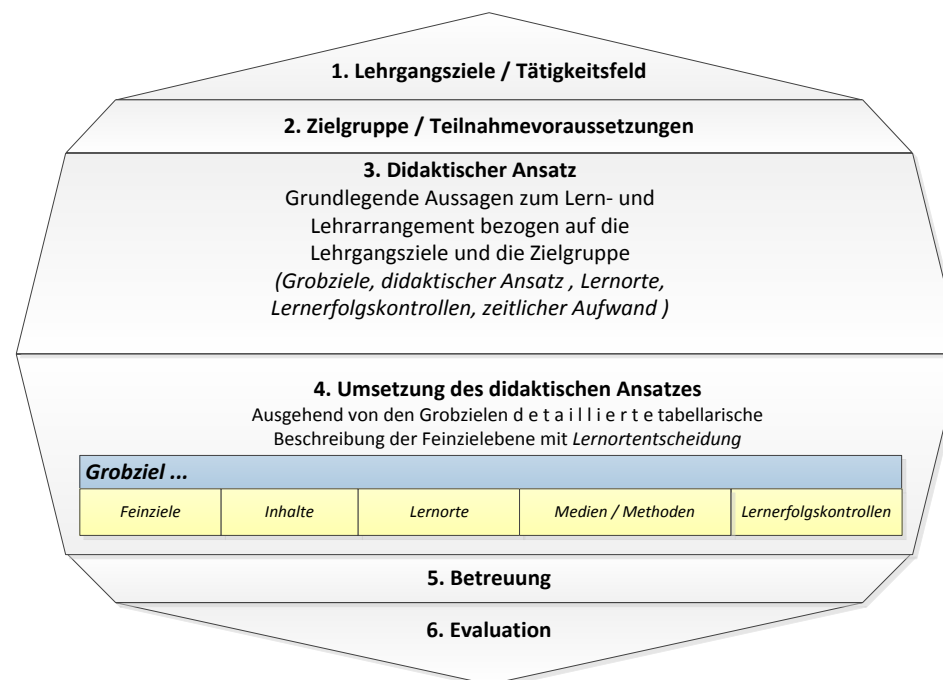 1. Lehrgangsziele / Tätigkeitsfeld
2. Zielgruppe / Teilnahmevoraussetzungen
3. Didaktischer Ansatz
Grundlegende Aussagen zum Lern- und
Lehrarrangement bezogen auf die
Lehrgangsziele und die Zielgruppe
(Grobziele, didaktischer Ansatz , Lernorte,
Lernerfolgskontrollen, zeitlicher Aufwand )
4. Umsetzung des didaktischen Ansatzes
Ausgehend von den Grobzielen d e t a i l l i e r t e tabellarische
Beschreibung der Feinzielebene mit Lernortentscheidung
Grobziel ...
Feinziele Inhalte Lernorte Medien / Methoden Lernerfolgskontrollen
5. Betreuung
6. Evaluation